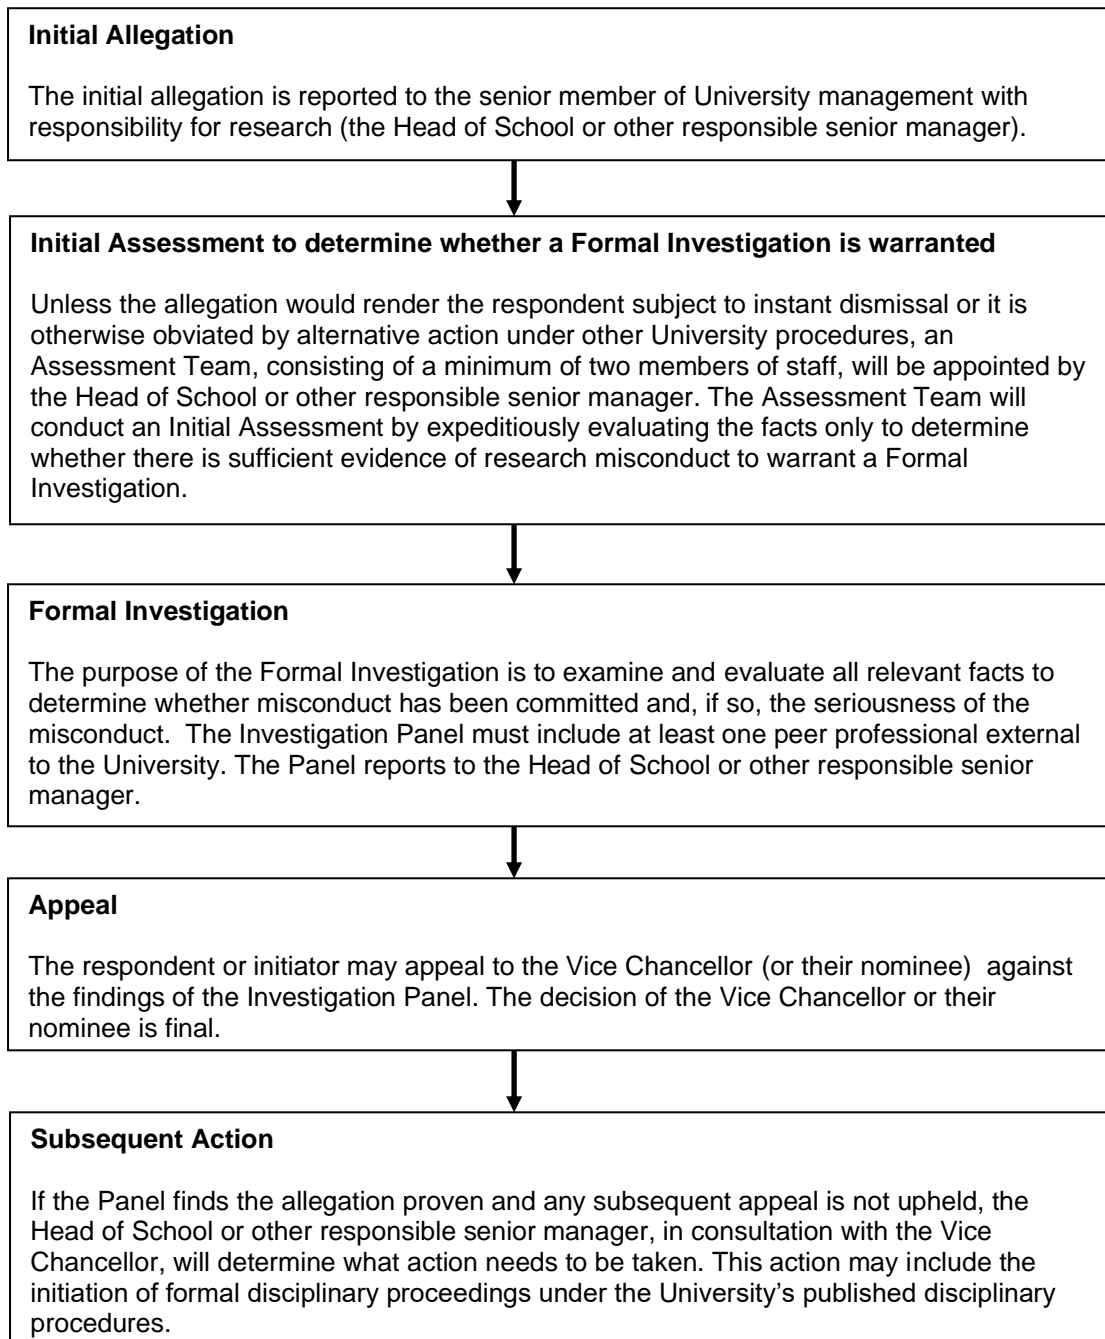 Initial Allegation
The initial allegation is reported to the senior member of University management with
responsibility for research (the Head of School or other responsible senior manager).
Initial Assessment to determine whether a Formal Investigation is warranted
Unless the allegation would render the respondent subject to instant dismissal or it is
otherwise obviated by alternative action under other University procedures, an
Assessment Team, consisting of a minimum of two members of staff, will be appointed by
the Head of School or other responsible senior manager. The Assessment Team will
conduct an Initial Assessment by expeditiously evaluating the facts only to determine
whether there is sufficient evidence of research misconduct to warrant a Formal
Investigation.
Formal Investigation
The purpose of the Formal Investigation is to examine and evaluate all relevant facts to
determine whether misconduct has been committed and, if so, the seriousness of the
misconduct.  The Investigation Panel must include at least one peer professional external
to the University. The Panel reports to the Head of School or other responsible senior
manager.
Appeal
The respondent or initiator may appeal to the Vice Chancellor (or their nominee)  against
the findings of the Investigation Panel. The decision of the Vice Chancellor or their
nominee is final.
Subsequent Action
If the Panel finds the allegation proven and any subsequent appeal is not upheld, the
Head of School or other responsible senior manager, in consultation with the Vice
Chancellor, will determine what action needs to be taken. This action may include the
initiation of formal disciplinary proceedings under the University’s published disciplinary
procedures.